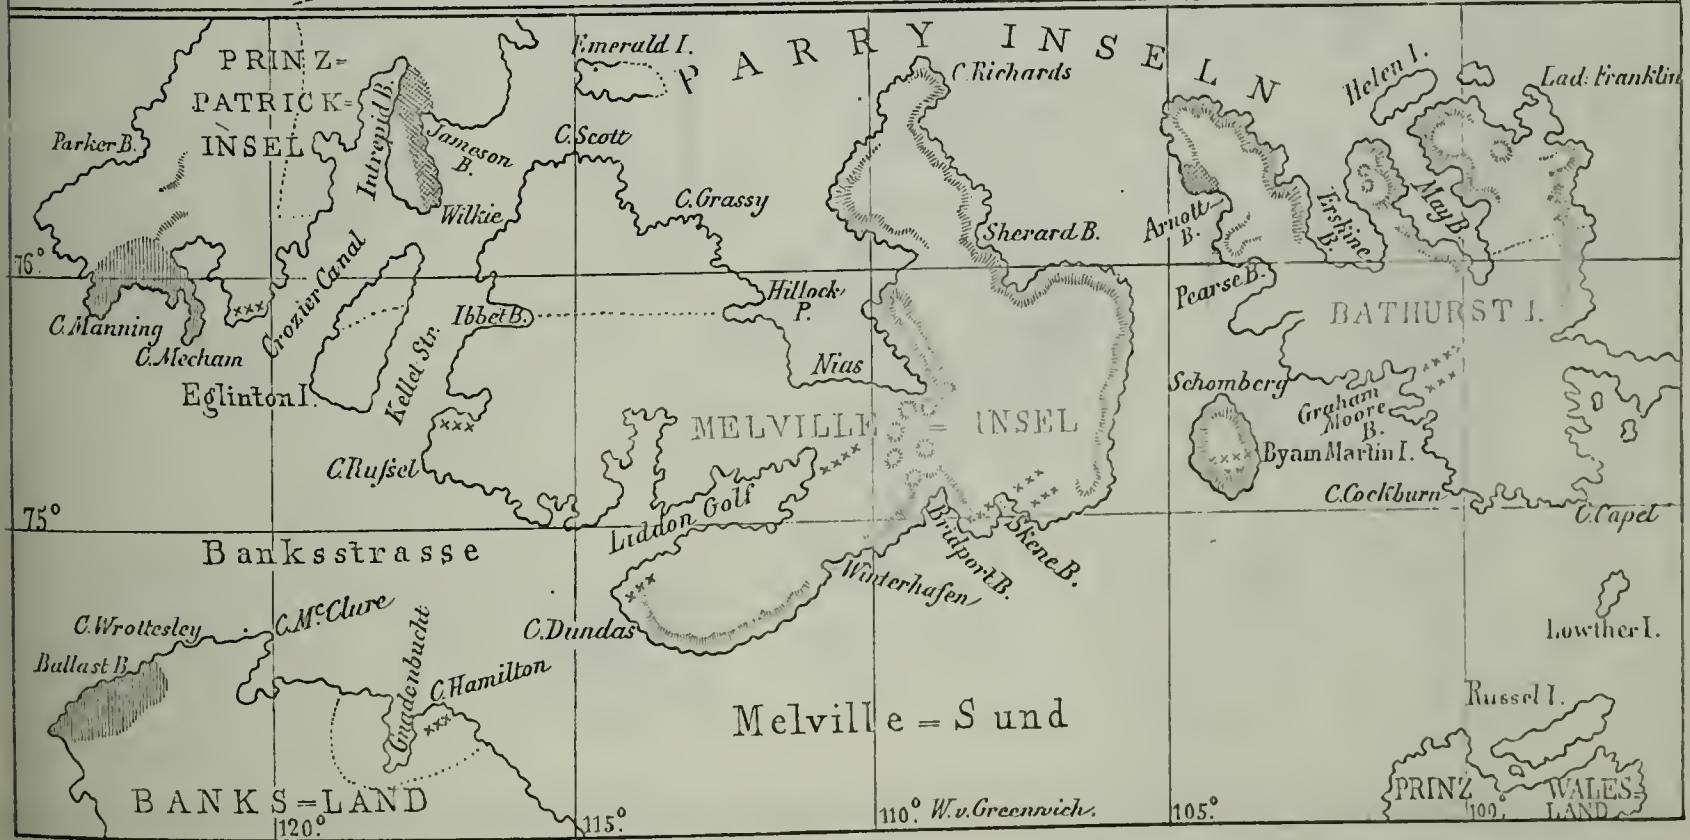 PARRY INSELN
PRINZ=
PATRICK=
INSEL
Parker B.
Intrepid B.
Jameson
B.
Wilkie
Emerald I.
C. Scott
C. Grassy
C. Richards
Sherard B.
Helen I.
Lad: Franklin
Arnott
B.
Erskine
B.
May B.
76°
C. Manning
C. Mecham
Crozier Canal
Eglinton I.
Kellet Str.
Ibbet B.
Hillock
P.
Nias
Pearse B.
BATHURST I.
Schomberg
Graham
Moore
B.
MELVILLE = INSEL
Byam Martin I.
C. Rußel
C. Cockburn
C. Capel
75°
Liddon Golf
Bridport B.
Skene B.
Winterhafen
Banksstrasse
C. Wrottesley
C. Mc. Clure
C. Dundas
Lowther I.
Ballast B.
Gnadenbucht
C. Hamilton
Russel I.
Melville = Sund
BANKS=LAND
PRINZ
WALES=
LAND
120°.
115°.
110° W. v. Greenwich.
105°.
100°.